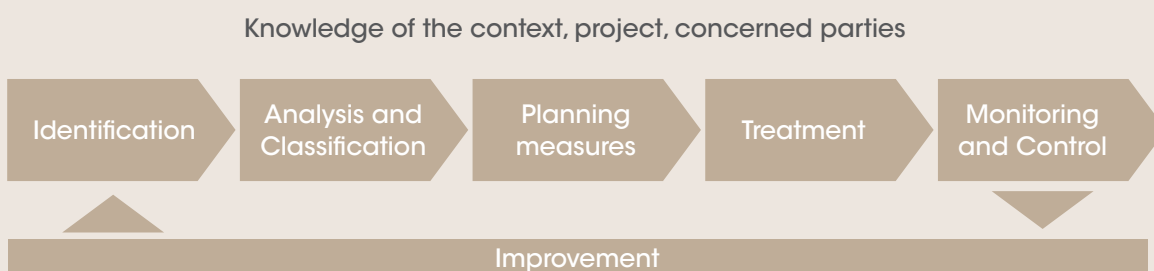 Knowledge of the context, project, concerned parties
Identification
Analysis and
Classification
Planning
measures
Treatment
Monitoring
and Control
Improvement